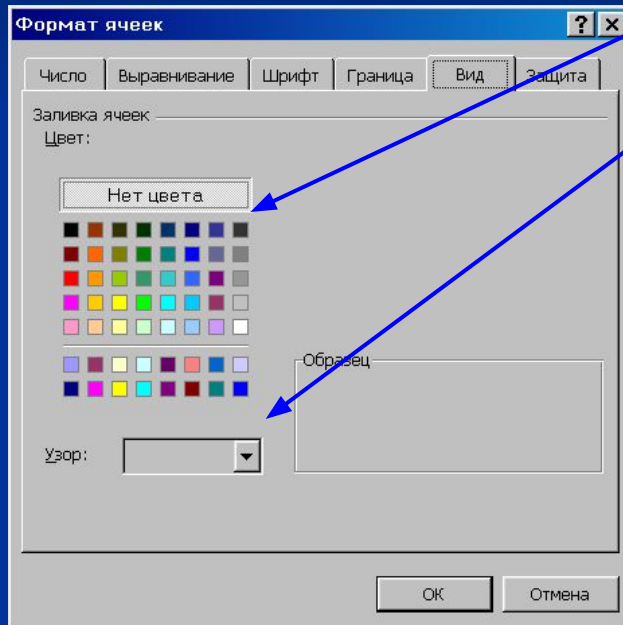 Формат ячеек
Число Выравнивание Шрифт Граница Вид Защита
Заливка ячеек
Цвет:
Нет цвета
Образец
Узор:
ОК Отмена